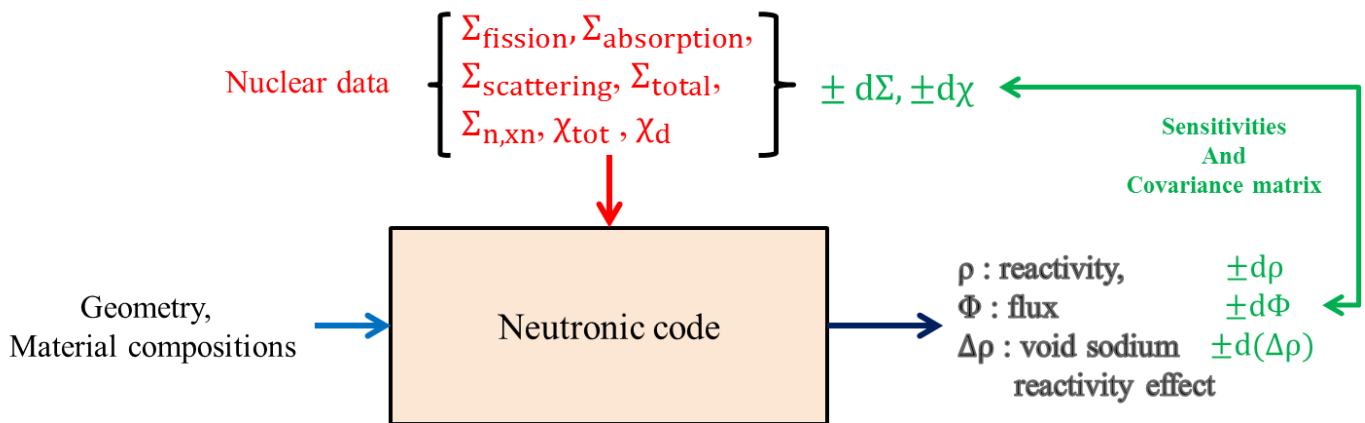 Nuclear data
Σfission, Σabsorption,
Σscattering, Σtotal,
Σn,xn, χtot , χd
± dΣ, ±dχ
Sensitivities
And
Covariance matrix
Geometry,
Material compositions
Neutronic code
ρ : reactivity, ±dρ
Φ : flux ±dΦ
Δρ : void sodium ±d(Δρ)
reactivity effect